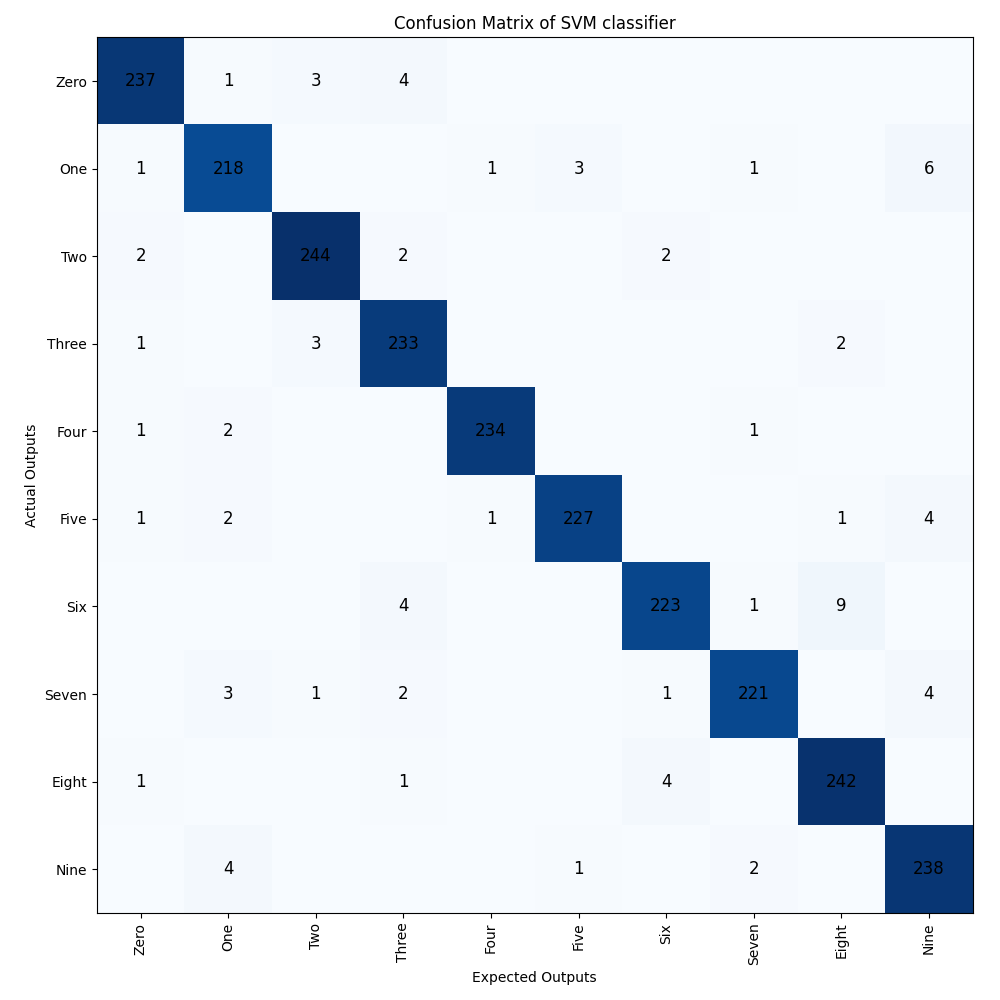 Confusion Matrix of SVM classifier
Zero 237 1 3 4
One 1 218 1 3 1 6
Two 2 244 2 2
Three 1 3 233 2
Four 1 2 234 1
Five 1 2 1 227 1 4
Six 4 223 1 9
Seven 3 1 2 1 221 4
Eight 1 1 4 242
Nine 4 1 2 238
Actual Outputs
Zero One Two Three Four Five Six Seven Eight Nine
Expected Outputs